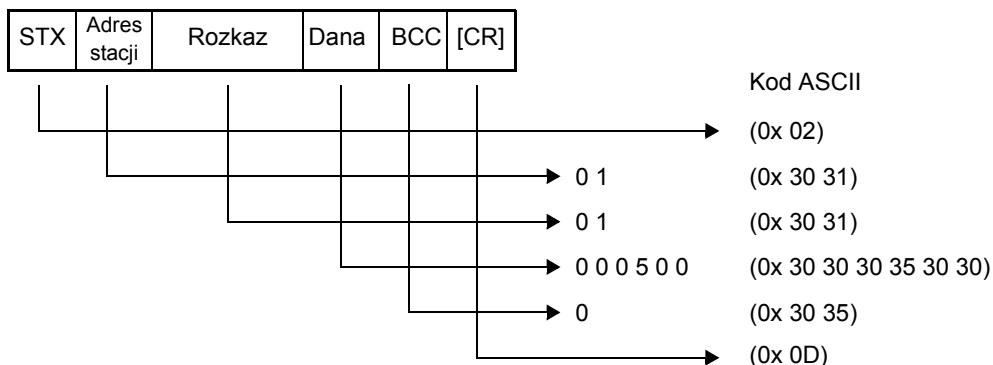 STX Adres stacji Rozkaz Dana BCC [CR]
Kod ASCII
(0x 02)
0 1 (0x 30 31)
0 1 (0x 30 31)
0 0 0 5 0 0 (0x 30 30 30 35 30 30)
0 (0x 30 35)
(0x 0D)